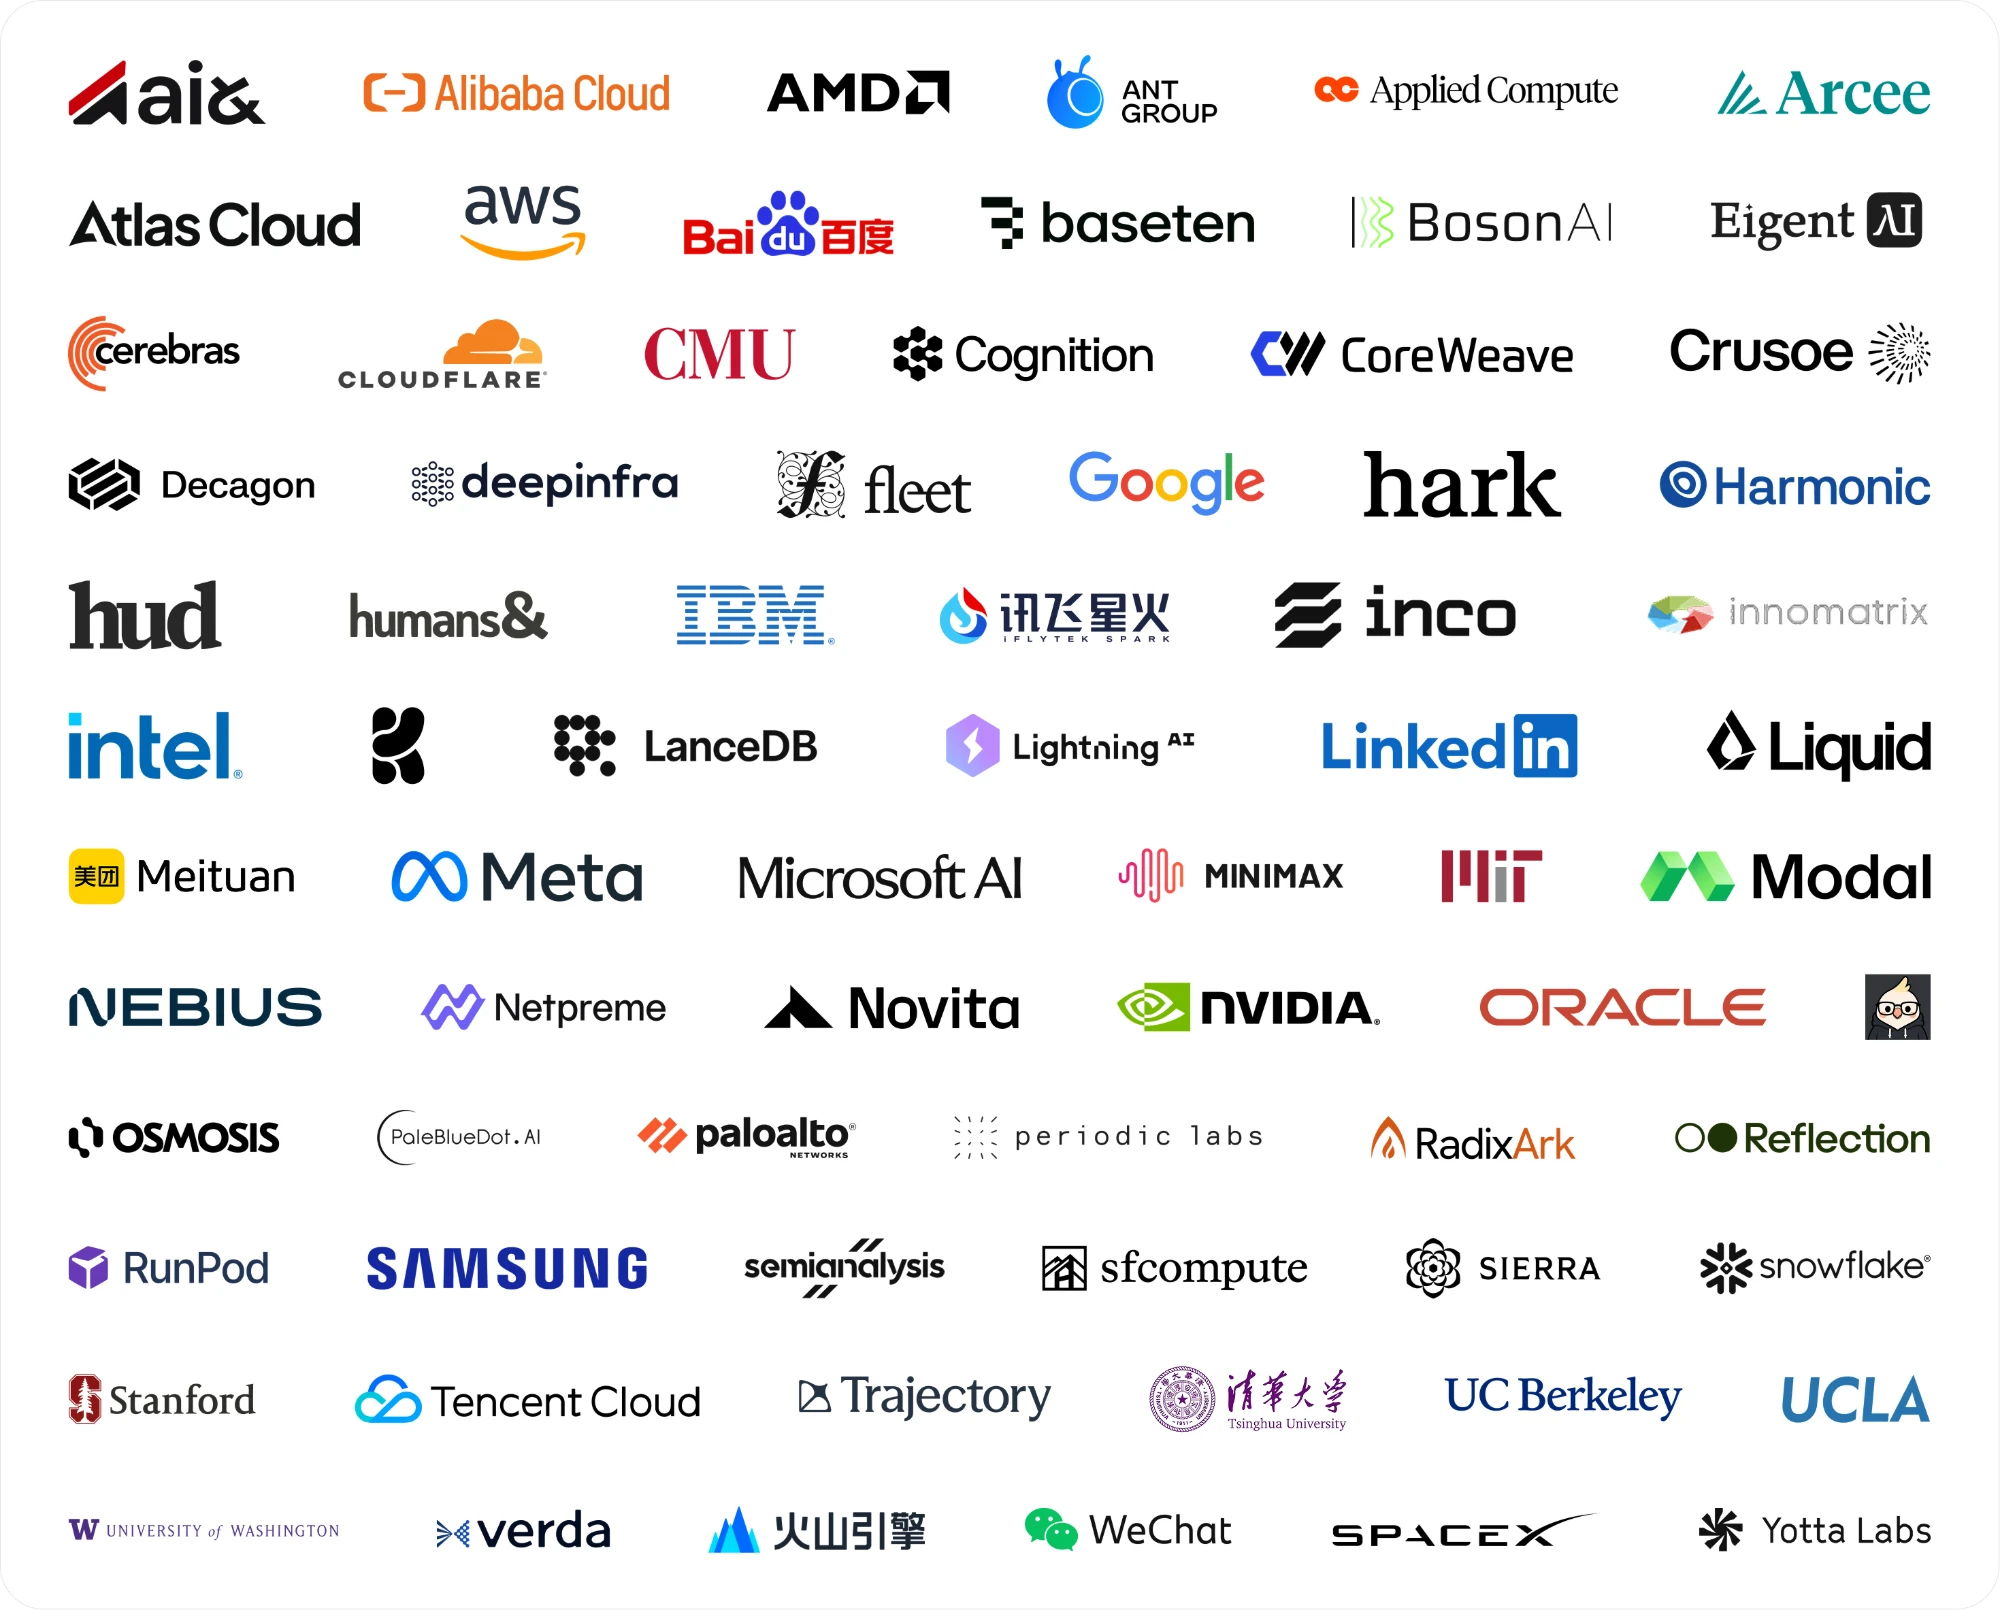 ai&
Alibaba Cloud
AMD
ANT
GROUP
Applied Compute
Arcee
Atlas Cloud
aws
Bai du 百度
baseten
BosonAI
Eigent AI
cerebras
CLOUDFLARE
CMU
Cognition
CoreWeave
Crusoe
Decagon
deepinfra
f fleet
Google
hark
Harmonic
hud
humans&
IBM®
讯飞星火
iFLYTEK SPARK
inco
innomatrix
intel®
K
LanceDB
Lightning AI
Linked in
Liquid
美团 Meituan
Meta
Microsoft AI
MINIMAX
MIT
Modal
NEBIUS
Netpreme
Novita
NVIDIA®
ORACLE
OSMOSIS
PaleBlueDot.AI
paloalto®
NETWORKS
periodic labs
RadixArk
Reflection
RunPod
SAMSUNG
semianalysis
sfcompute
SIERRA
snowflake®
S Stanford
Tencent Cloud
Trajectory
清華大学
Tsinghua University
UC Berkeley
UCLA
W UNIVERSITY of WASHINGTON
verda
火山引擎
WeChat
SPACEX
Yotta Labs